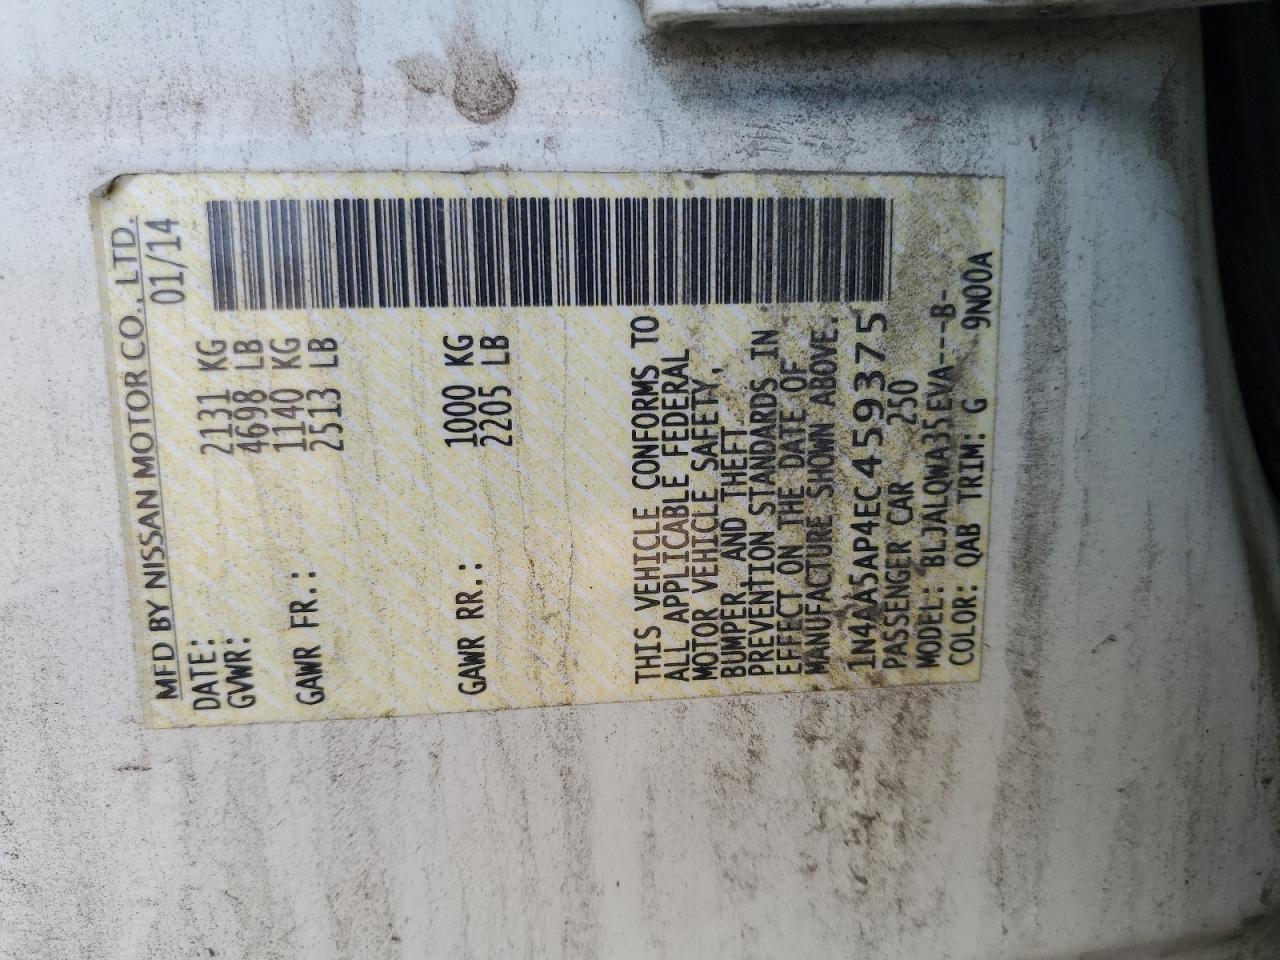 MFD BY NISSAN MOTOR CO., LTD.
DATE: 01/14
GVWR: 2131 KG
4698 LB
GAWR FR.: 1140 KG
2513 LB
GAWR RR.: 1000 KG
2205 LB
THIS VEHICLE CONFORMS TO
ALL APPLICABLE FEDERAL
MOTOR VEHICLE SAFETY,
BUMPER AND THEFT
PREVENTION STANDARDS IN
EFFECT ON THE DATE OF
MANUFACTURE SHOWN ABOVE.
1N4AA5AP4EC459375
PASSENGER CAR 250
MODEL: BLJALQWA35EVA---B-
COLOR: QAB TRIM: G 9N00A